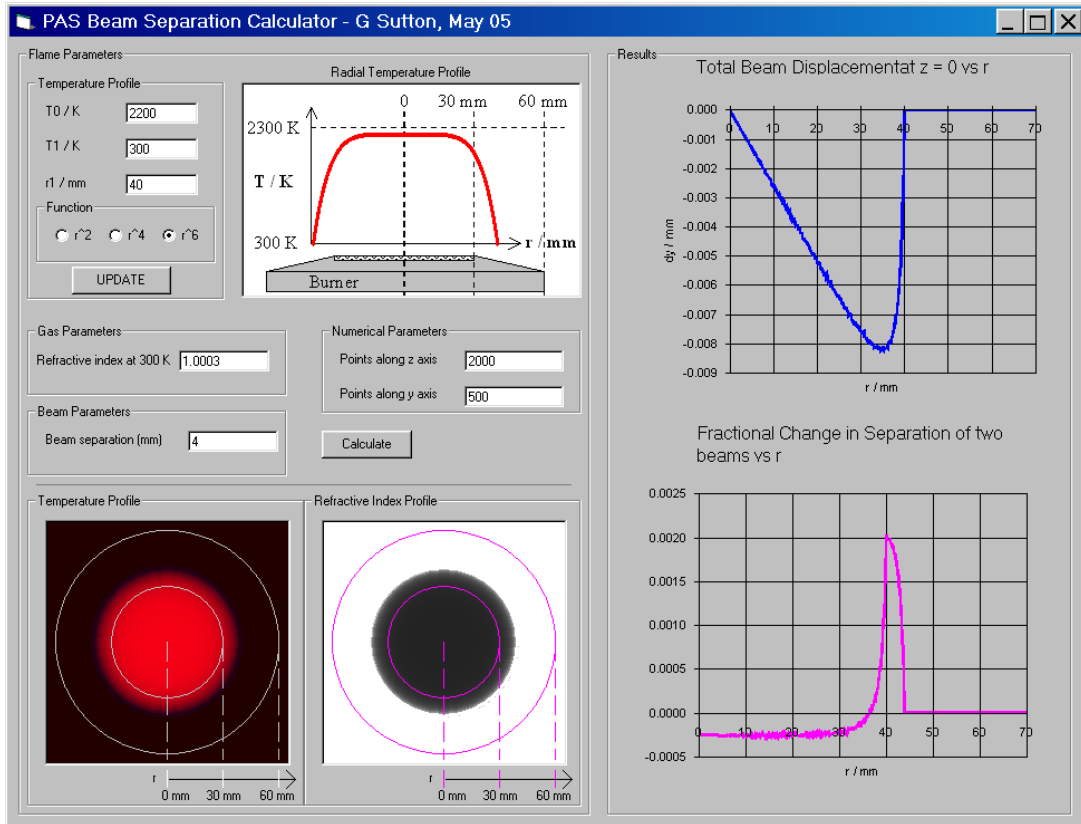 PAS Beam Separation Calculator - G Sutton, May 05
Flame Parameters
Temperature Profile
T0 / K 2200
T1 / K 300
r1 / mm 40
Function
r^2 r^4 r^6
UPDATE
Radial Temperature Profile
0 30 mm 60 mm
2300 K
T / K
300 K
r / mm
Burner
Gas Parameters
Refractive index at 300 K 1.0003
Numerical Parameters
Points along z axis 2000
Points along y axis 500
Beam Parameters
Beam separation (mm) 4
Calculate
Temperature Profile
r
0 mm 30 mm 60 mm
Refractive Index Profile
r
0 mm 30 mm 60 mm
Results
Total Beam Displacementat z = 0 vs r
0.000
-0.001
-0.002
-0.003
-0.004
-0.005
-0.006
-0.007
-0.008
-0.009
0 10 20 30 40 50 60 70
dy / mm
r / mm
Fractional Change in Separation of two
beams vs r
0.0025
0.0020
0.0015
0.0010
0.0005
0.0000
-0.0005
0 10 20 30 40 50 60 70
r / mm